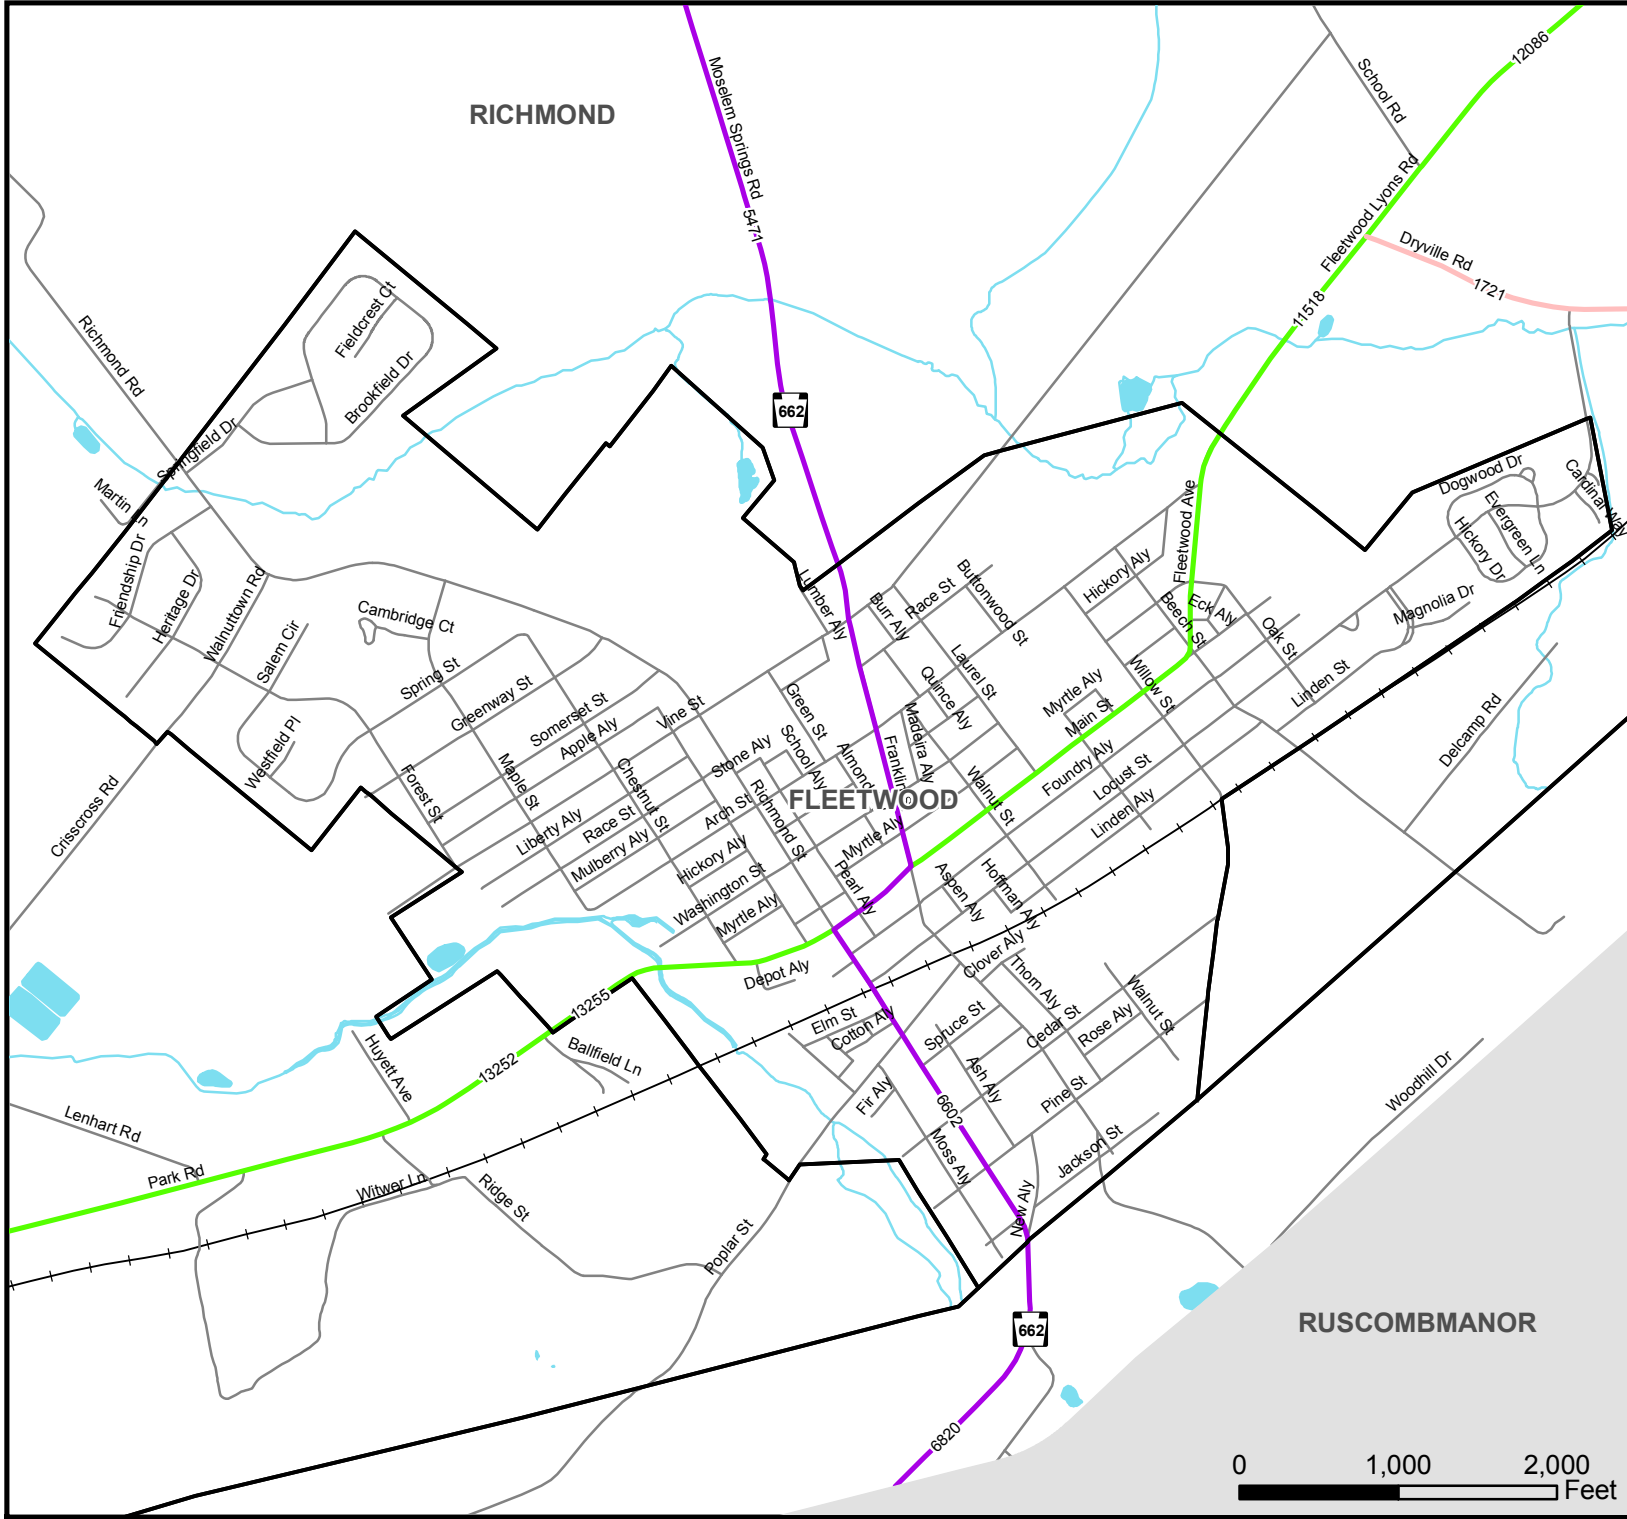 12086
School Rd
Moselem Springs Rd
RICHMOND
Fleetwood Lyons Rd
5471
Dryville Rd
1721
11518
Fieldcrest Ct
Richmond Rd
Brookfield Dr
662
Springfield Dr
Dogwood Dr
Cardinal Way
Martin Ln
Evergreen Ln
Hickory Dr
Fleetwood Ave
Friendship Dr
Heritage Dr
Walnuttown Rd
Lumber Aly
Burr Aly
Race St
Buttonwood St
Hickory Aly
Beech St
Eck Aly
Magnolia Dr
Cambridge Ct
Salem Cir
Oak St
Spring St
Laurel St
Quince Aly
Willow St
Linden St
Greenway St
Somerset St
Apple Aly
Vine St
Green St
Madeira Aly
Myrtle Aly
Main St
Delcamp Rd
Westfield Pl
Stone Aly
School Aly
Almond
Franklin
Foundry Aly
Forest St
Maple St
Chestnut St
Richmond St
FLEETWOOD
Walnut St
Locust St
Crisscross Rd
Liberty Aly
Race St
Arch St
Linden Aly
Mulberry Aly
Hickory Aly
Myrtle Aly
Washington St
Pearl Aly
Aspen Aly
Hoffman Aly
Myrtle Aly
Clover Aly
Depot Aly
Thorn Aly
Walnut St
13255
Elm St
Cotton Aly
Spruce St
Cedar St
Rose Aly
Huyett Ave
13252
Ballfield Ln
Ash Aly
Fir Aly
6602
Pine St
Woodhill Dr
Lenhart Rd
Moss Aly
Jackson St
Park Rd
Witwer Ln
Ridge St
New Aly
Poplar St
662
RUSCOMBMANOR
6820
0 1,000 2,000
Feet